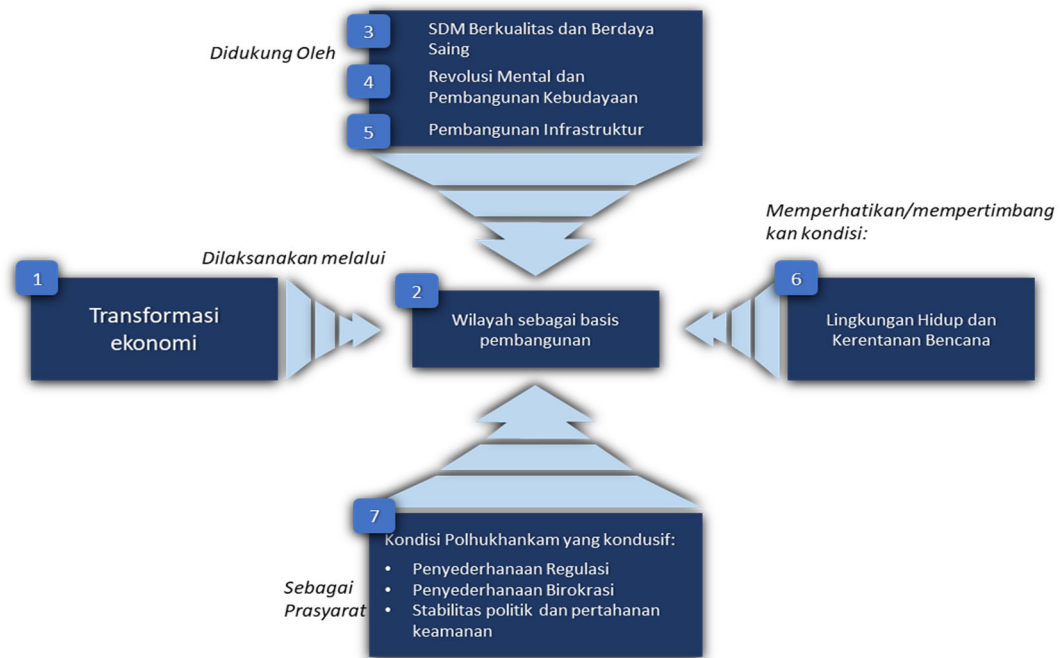 Didukung Oleh
3
SDM Berkualitas dan Berdaya
Saing
4
Revolusi Mental dan
Pembangunan Kebudayaan
5
Pembangunan Infrastruktur
Memperhatikan/mempertimbang
kan kondisi:
Dilaksanakan melalui
1
Transformasi
ekonomi
2
Wilayah sebagai basis
pembangunan
6
Lingkungan Hidup dan
Kerentanan Bencana
7
Kondisi Polhukhankam yang kondusif:
• Penyederhanaan Regulasi
• Penyederhanaan Birokrasi
• Stabilitas politik dan pertahanan
keamanan
Sebagai
Prasyarat